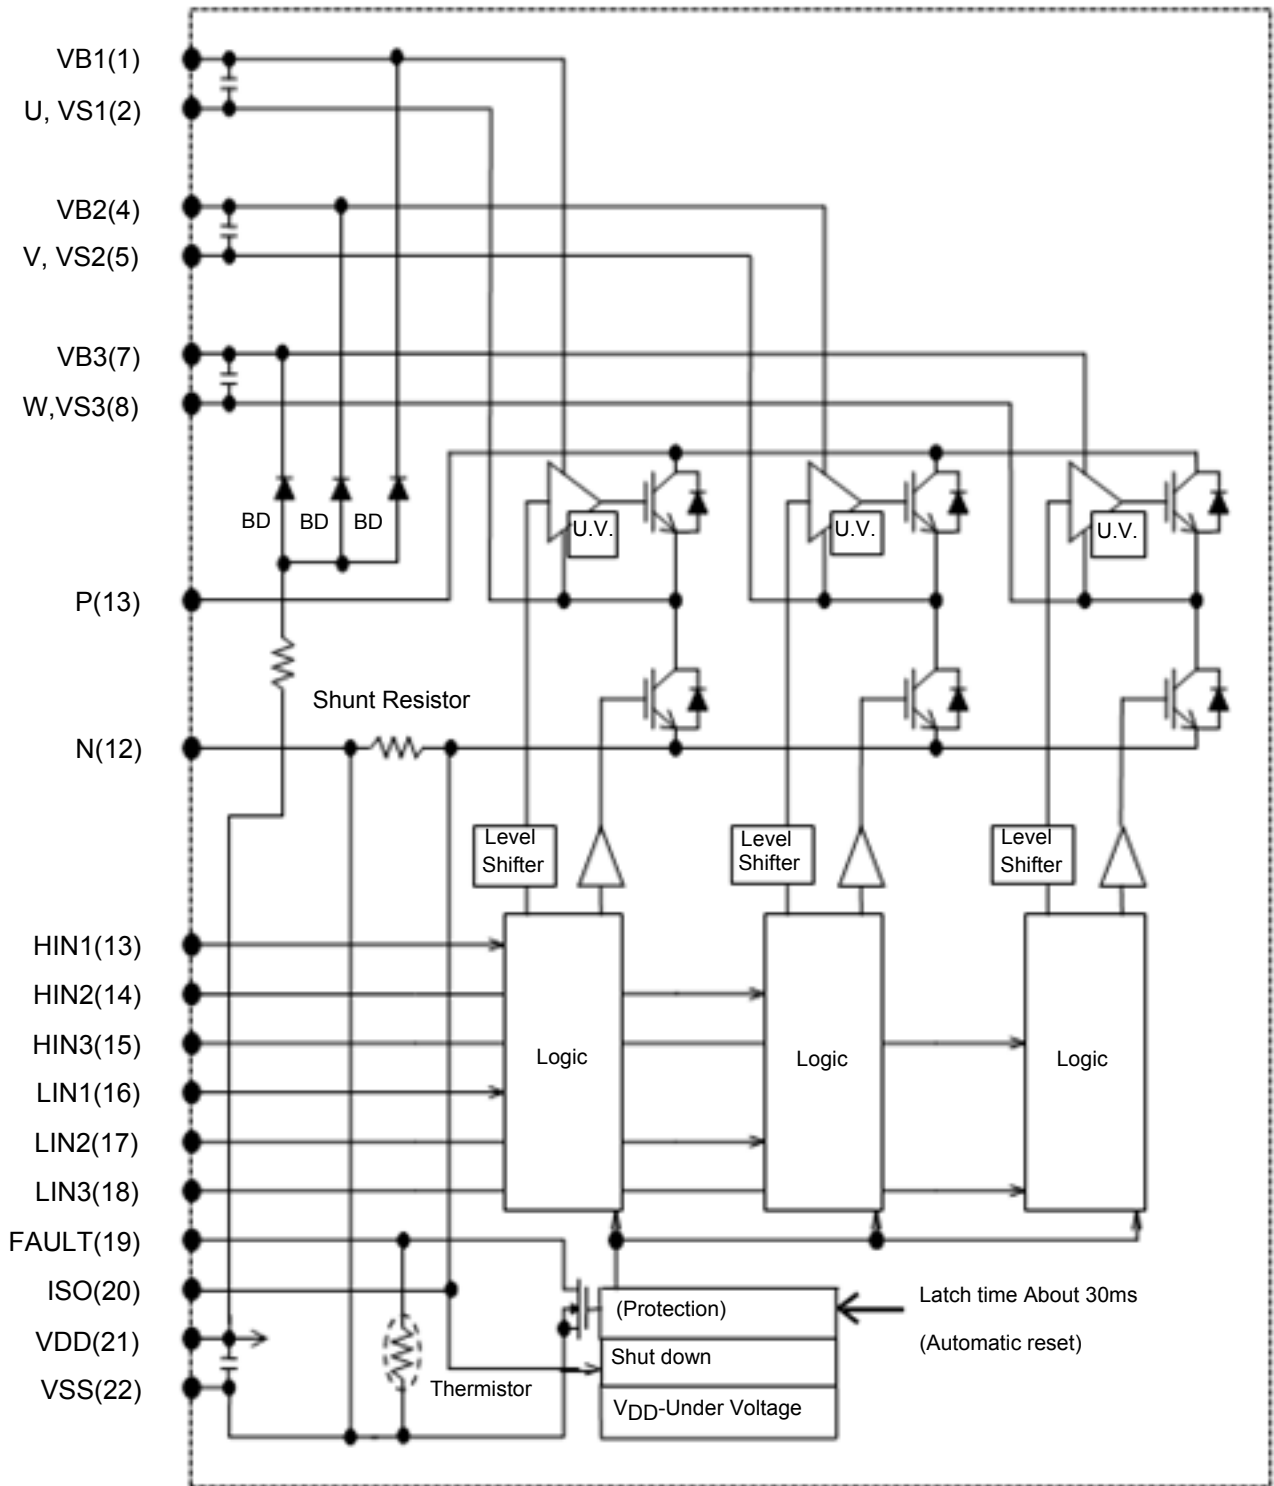 VB1(1)
U, VS1(2)
VB2(4)
V, VS2(5)
VB3(7)
W,VS3(8)
BD
BD
BD
U.V.
U.V.
U.V.
P(13)
Shunt Resistor
N(12)
Level
Shifter
Level
Shifter
Level
Shifter
HIN1(13)
HIN2(14)
HIN3(15)
Logic
Logic
Logic
LIN1(16)
LIN2(17)
LIN3(18)
FAULT(19)
ISO(20)
VDD(21)
VSS(22)
Thermistor
(Protection)
Shut down
VDD-Under Voltage
Latch time About 30ms
(Automatic reset)